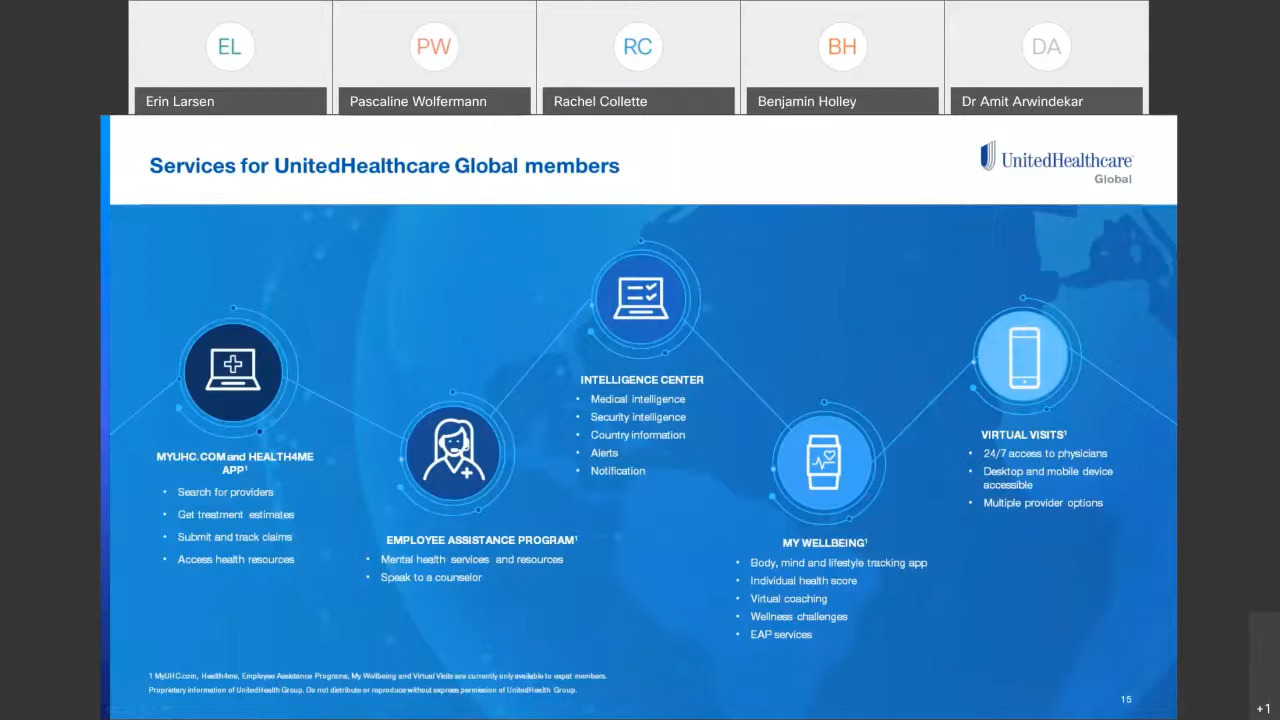 EL
PW
RC
BH
DA
Erin Larsen
Pascaline Wolfermann
Rachel Collette
Benjamin Holley
Dr Amit Arwindekar
Services for UnitedHealthcare Global members
UnitedHealthcare
Global
MYUHC.COM and HEALTH4ME
APP¹
• Search for providers
• Get treatment estimates
• Submit and track claims
• Access health resources
EMPLOYEE ASSISTANCE PROGRAM¹
• Mental health services and resources
• Speak to a counselor
INTELLIGENCE CENTER
• Medical intelligence
• Security intelligence
• Country information
• Alerts
• Notification
MY WELLBEING¹
• Body, mind and lifestyle tracking app
• Individual health score
• Virtual coaching
• Wellness challenges
• EAP services
VIRTUAL VISITS¹
• 24/7 access to physicians
• Desktop and mobile device
accessible
• Multiple provider options
1 MyUHC.com, Health4me, Employee Assistance Programs, My Wellbeing and Virtual Visits are currently only available to expat members.
Proprietary information of UnitedHealth Group. Do not distribute or reproduce without express permission of UnitedHealth Group.
15
+1